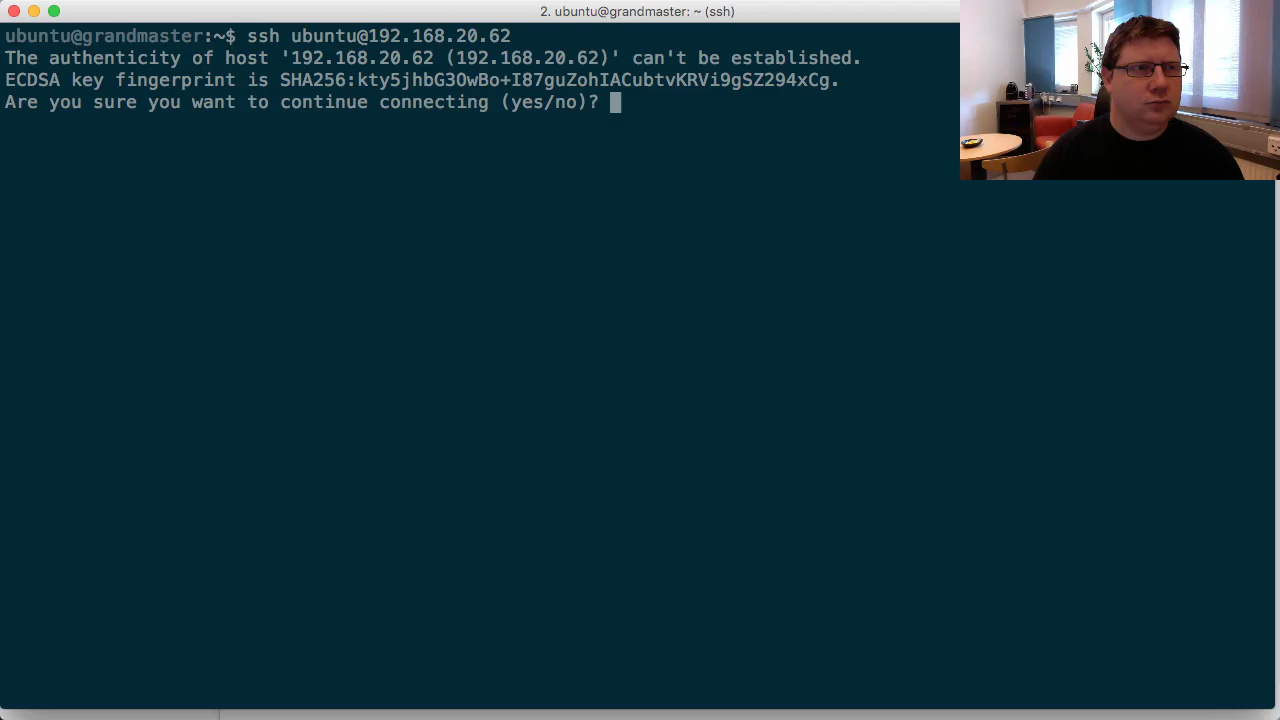 2. ubuntu@grandmaster: ~ (ssh)
ubuntu@grandmaster:~$ ssh ubuntu@192.168.20.62
The authenticity of host '192.168.20.62 (192.168.20.62)' can't be established.
ECDSA key fingerprint is SHA256:kty5jhbG3OwBo+I87guZohIACubtvKRVi9gSZ294xCg.
Are you sure you want to continue connecting (yes/no)?